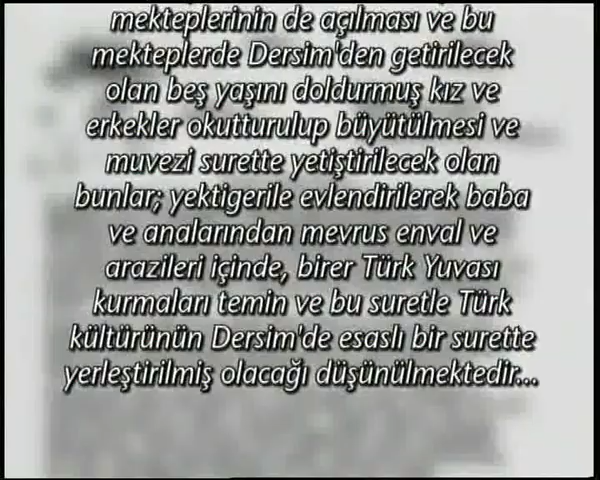 mekteplerinin de açılması ve bu
mekteplerde Dersim'den getirilecek
olan beş yaşını doldurmuş kız ve
erkekler okutturulup büyütülmesi ve
muvezi surette yetiştirilecek olan
bunlar; yektigerile evlendirilerek baba
ve analarından mevrus enval ve
arazileri içinde, birer Türk Yuvası
kurmaları temin ve bu suretle Türk
kültürünün Dersim'de esaslı bir surette
yerleştirilmiş olacağı düşünülmektedir...